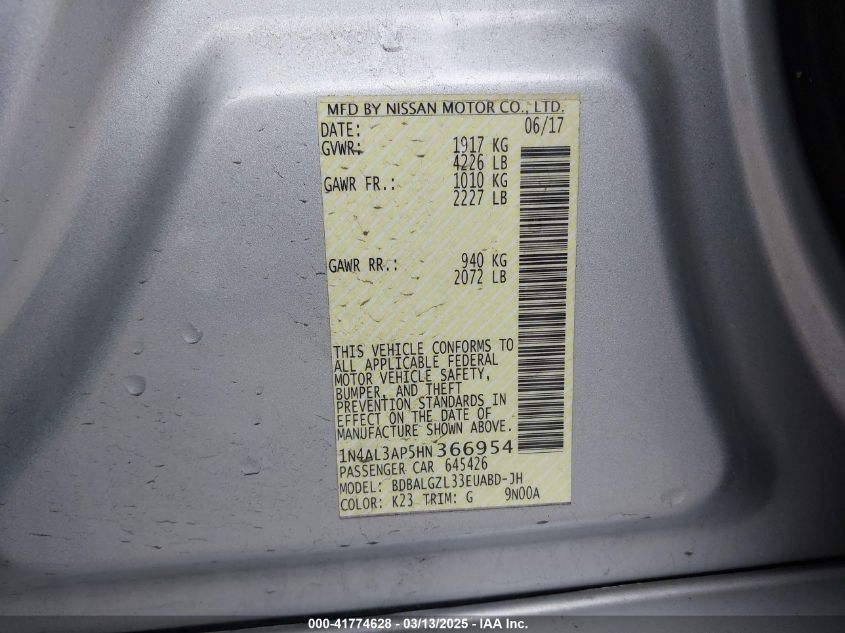 MFD BY NISSAN MOTOR CO., LTD.
DATE: 06/17
GVWR: 1917 KG
4226 LB
GAWR FR.: 1010 KG
2227 LB
GAWR RR.: 940 KG
2072 LB
THIS VEHICLE CONFORMS TO
ALL APPLICABLE FEDERAL
MOTOR VEHICLE SAFETY,
BUMPER, AND THEFT
PREVENTION STANDARDS IN
EFFECT ON THE DATE OF
MANUFACTURE SHOWN ABOVE.
1N4AL3AP5HN366954
PASSENGER CAR 645426
MODEL: BDBALGZL33EUABD-JH
COLOR: K23 TRIM: G 9N00A
000-41774628 - 03/13/2025 - IAA Inc.